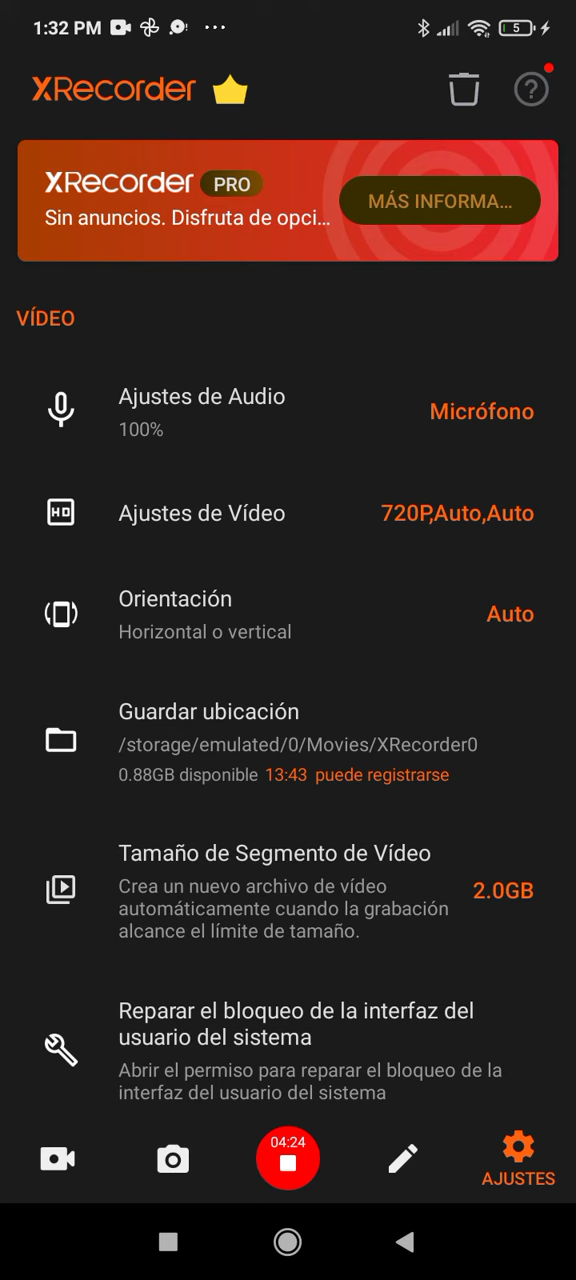 1:32 PM
5
XRecorder
XRecorder PRO
Sin anuncios. Disfruta de opci...
MÁS INFORMA...
VÍDEO
Ajustes de Audio
100%
Micrófono
Ajustes de Vídeo
720P,Auto,Auto
Orientación
Horizontal o vertical
Auto
Guardar ubicación
/storage/emulated/0/Movies/XRecorder0
0.88GB disponible 13:43 puede registrarse
Tamaño de Segmento de Vídeo
Crea un nuevo archivo de vídeo
automáticamente cuando la grabación
alcance el límite de tamaño.
2.0GB
Reparar el bloqueo de la interfaz del
usuario del sistema
Abrir el permiso para reparar el bloqueo de la
interfaz del usuario del sistema
04:24
AJUSTES